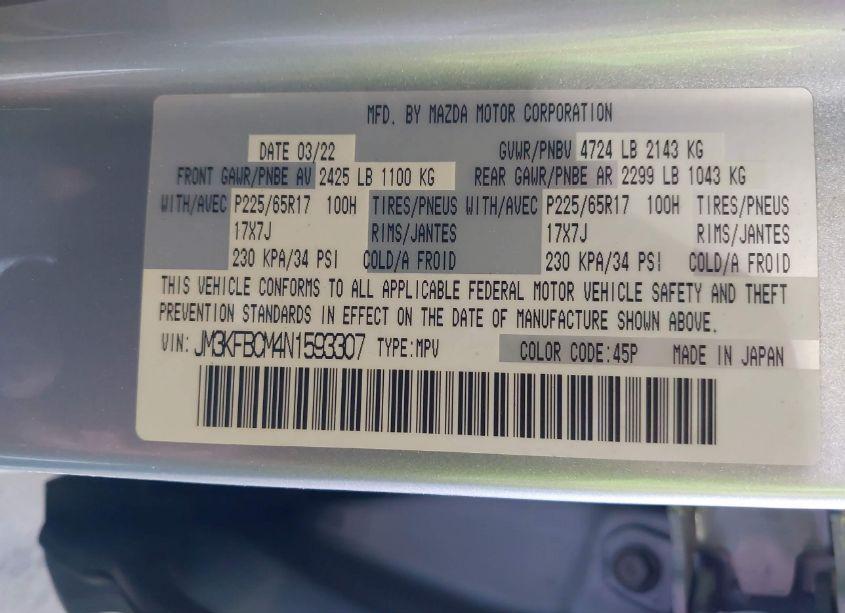 MFD. BY MAZDA MOTOR CORPORATION
DATE 03/22 GVWR/PNBV 4724 LB 2143 KG
FRONT GAWR/PNBE AV 2425 LB 1100 KG REAR GAWR/PNBE AR 2299 LB 1043 KG
WITH/AVEC P225/65R17 100H TIRES/PNEUS WITH/AVEC P225/65R17 100H TIRES/PNEUS
17X7J RIMS/JANTES 17X7J RIMS/JANTES
230 KPA/34 PSI COLD/A FROID 230 KPA/34 PSI COLD/A FROID
THIS VEHICLE CONFORMS TO ALL APPLICABLE FEDERAL MOTOR VEHICLE SAFETY AND THEFT
PREVENTION STANDARDS IN EFFECT ON THE DATE OF MANUFACTURE SHOWN ABOVE.
VIN: JM3KFBCM4N1593307 TYPE:MPV COLOR CODE:45P MADE IN JAPAN